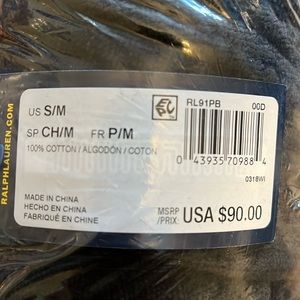 RALPHLAUREN.COM
US S/M
SP CH/M FR P/M
100% COTTON / ALGODÓN / COTON
EPC
RL91PB 00D
0 43935 70988 4
0318WI
MADE IN CHINA
HECHO EN CHINA
FABRIQUÉ EN CHINE
MSRP
/PRIX: USA $90.00